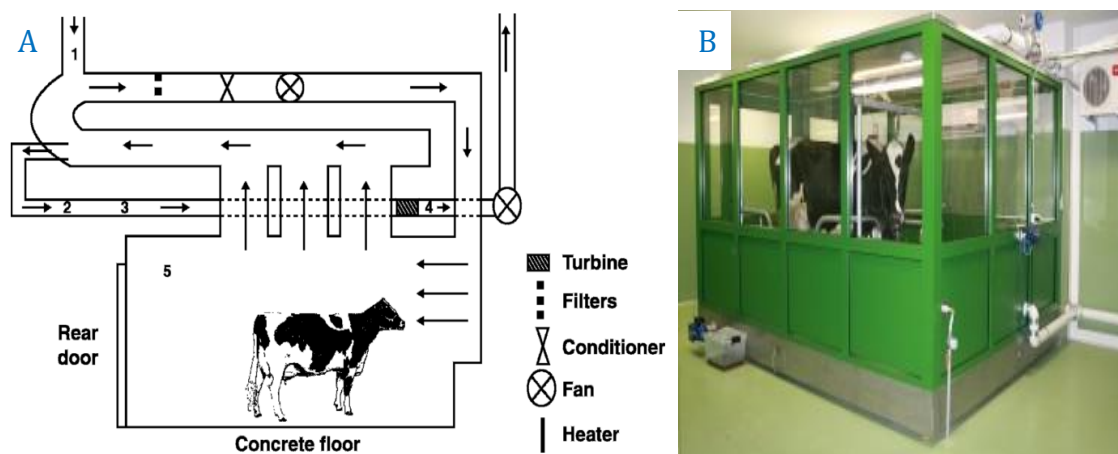 A
B
1
2
3
4
5
Rear
door
Concrete floor
Turbine
Filters
Conditioner
Fan
Heater